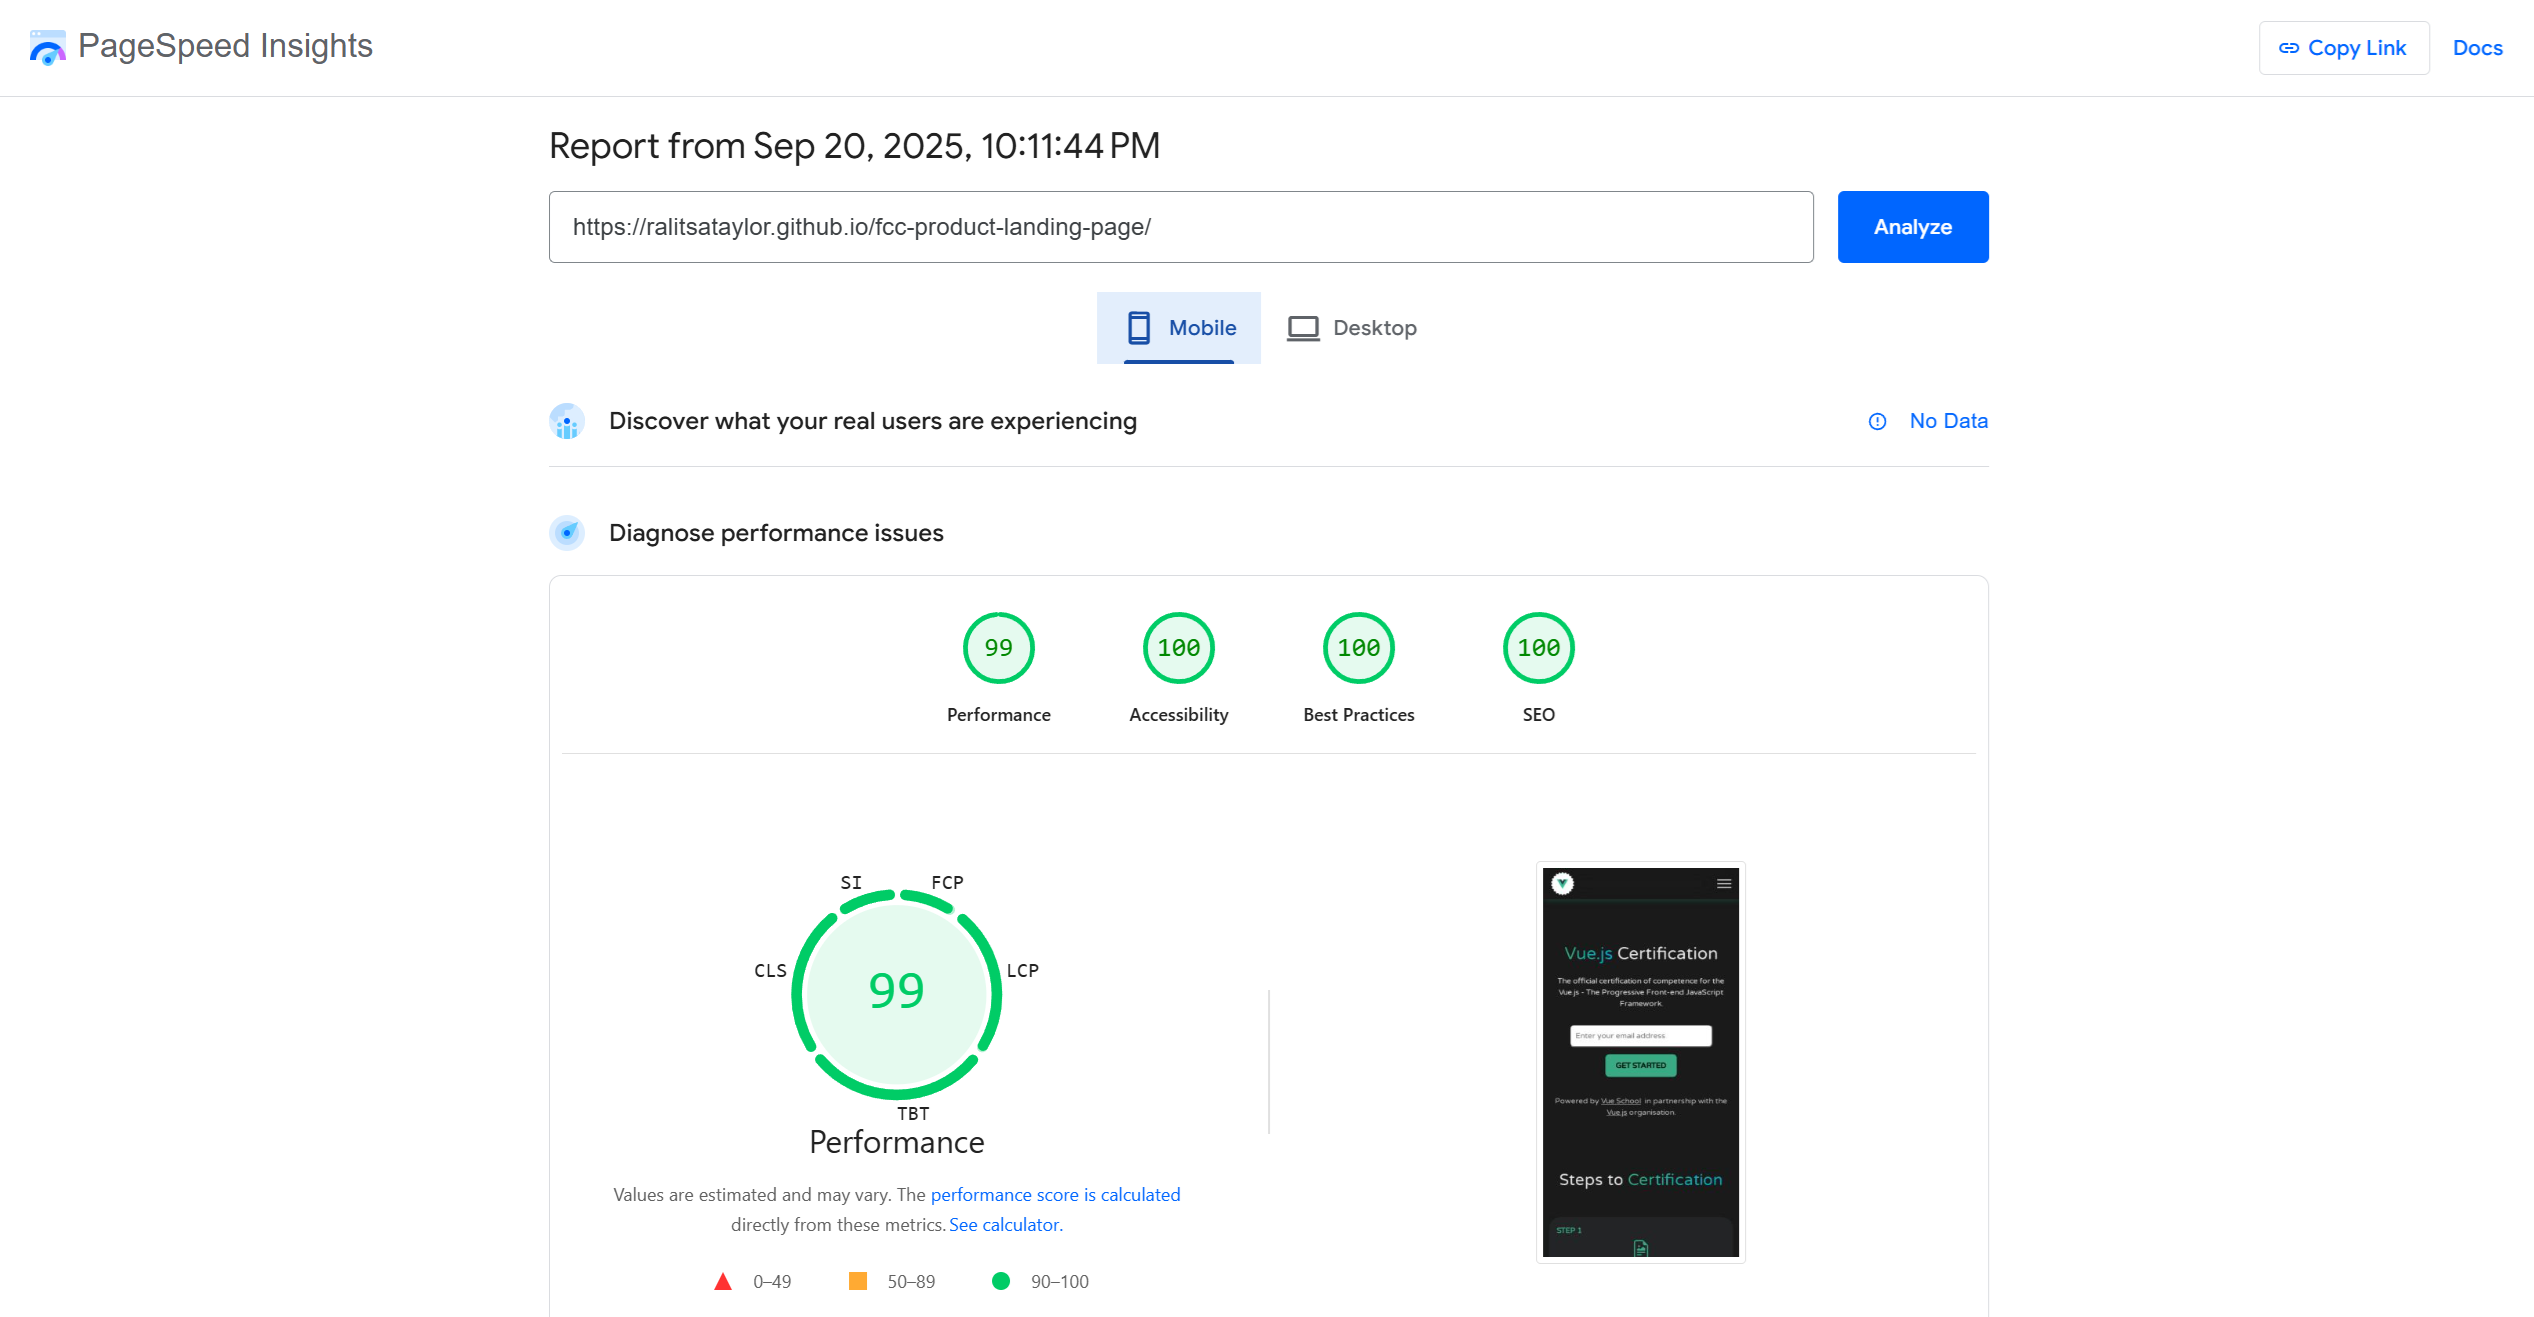 PageSpeed Insights
Copy Link
Docs
Report from Sep 20, 2025, 10:11:44 PM
https://ralitsataylor.github.io/fcc-product-landing-page/
Analyze
Mobile
Desktop
Discover what your real users are experiencing
No Data
Diagnose performance issues
99
100
100
100
Performance
Accessibility
Best Practices
SEO
SI
FCP
CLS
99
LCP
TBT
Performance
Values are estimated and may vary. The performance score is calculated
directly from these metrics. See calculator.
0–49
50–89
90–100
Vue.js Certification
The official certification of competence for the
Vue.js - The Progressive Front-end JavaScript
Framework.
Enter your email address
GET STARTED
Powered by Vue School in partnership with the
Vue.js organisation.
Steps to Certification
STEP 1